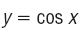 y = cos x